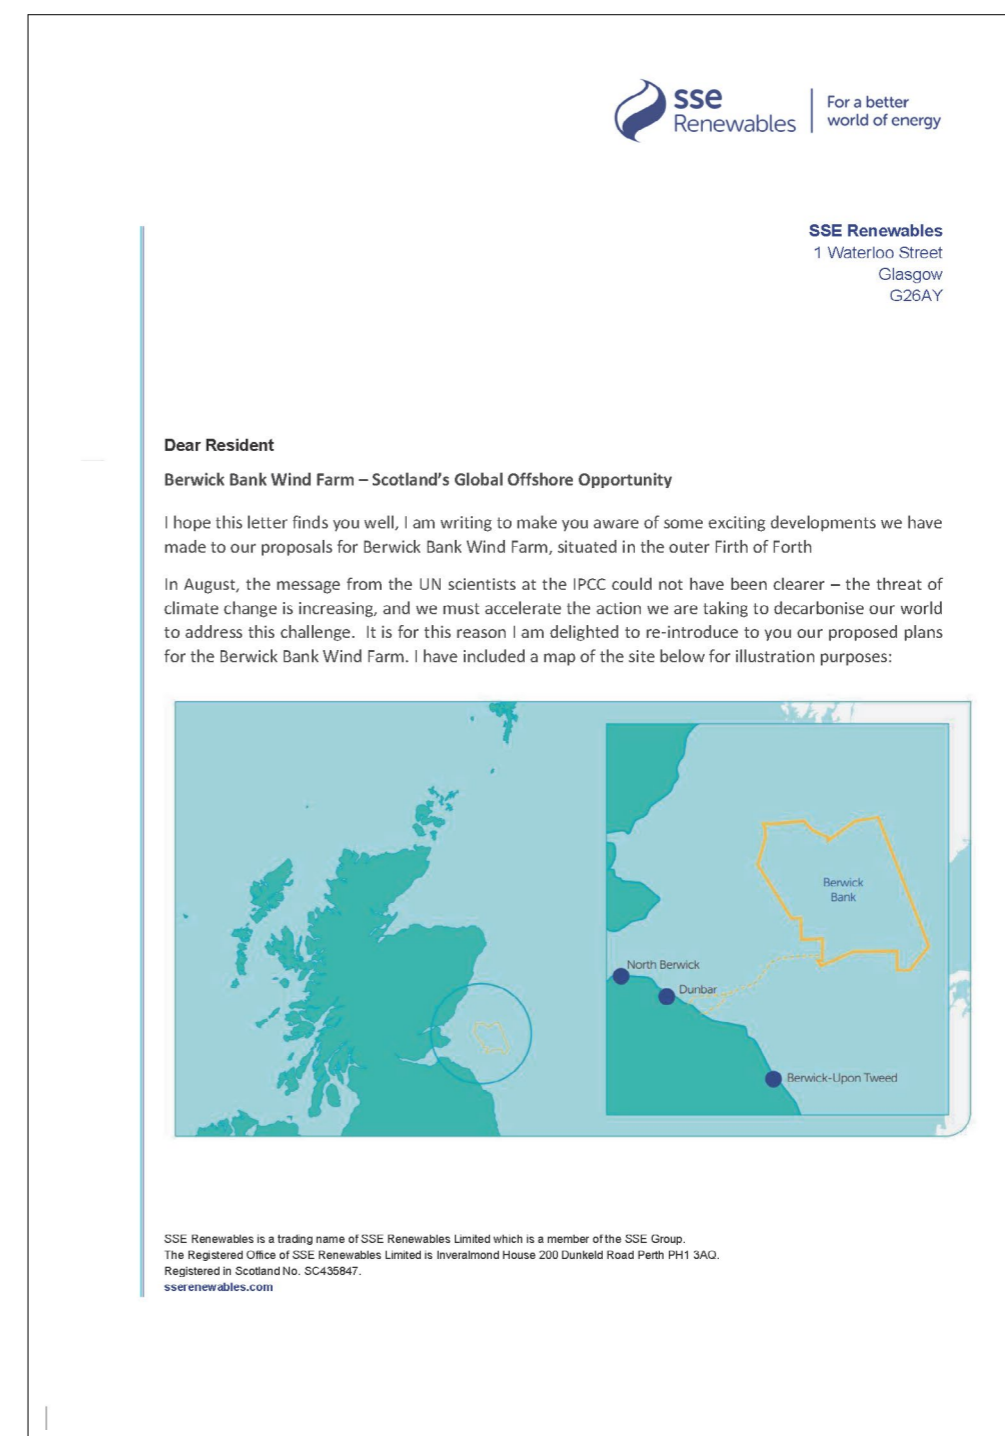 sse
Renewables
For a better
world of energy
SSE Renewables
1 Waterloo Street
Glasgow
G26AY
Dear Resident
Berwick Bank Wind Farm – Scotland's Global Offshore Opportunity
I hope this letter finds you well, I am writing to make you aware of some exciting developments we have
made to our proposals for Berwick Bank Wind Farm, situated in the outer Firth of Forth
In August, the message from the UN scientists at the IPCC could not have been clearer – the threat of
climate change is increasing, and we must accelerate the action we are taking to decarbonise our world
to address this challenge.  It is for this reason I am delighted to re-introduce to you our proposed plans
for the Berwick Bank Wind Farm. I have included a map of the site below for illustration purposes:
Berwick
Bank
North Berwick
Dunbar
Berwick-Upon Tweed
SSE Renewables is a trading name of SSE Renewables Limited which is a member of the SSE Group.
The Registered Office of SSE Renewables Limited is Inveralmond House 200 Dunkeld Road Perth PH1 3AQ.
Registered in Scotland No. SC435847.
sserenewables.com